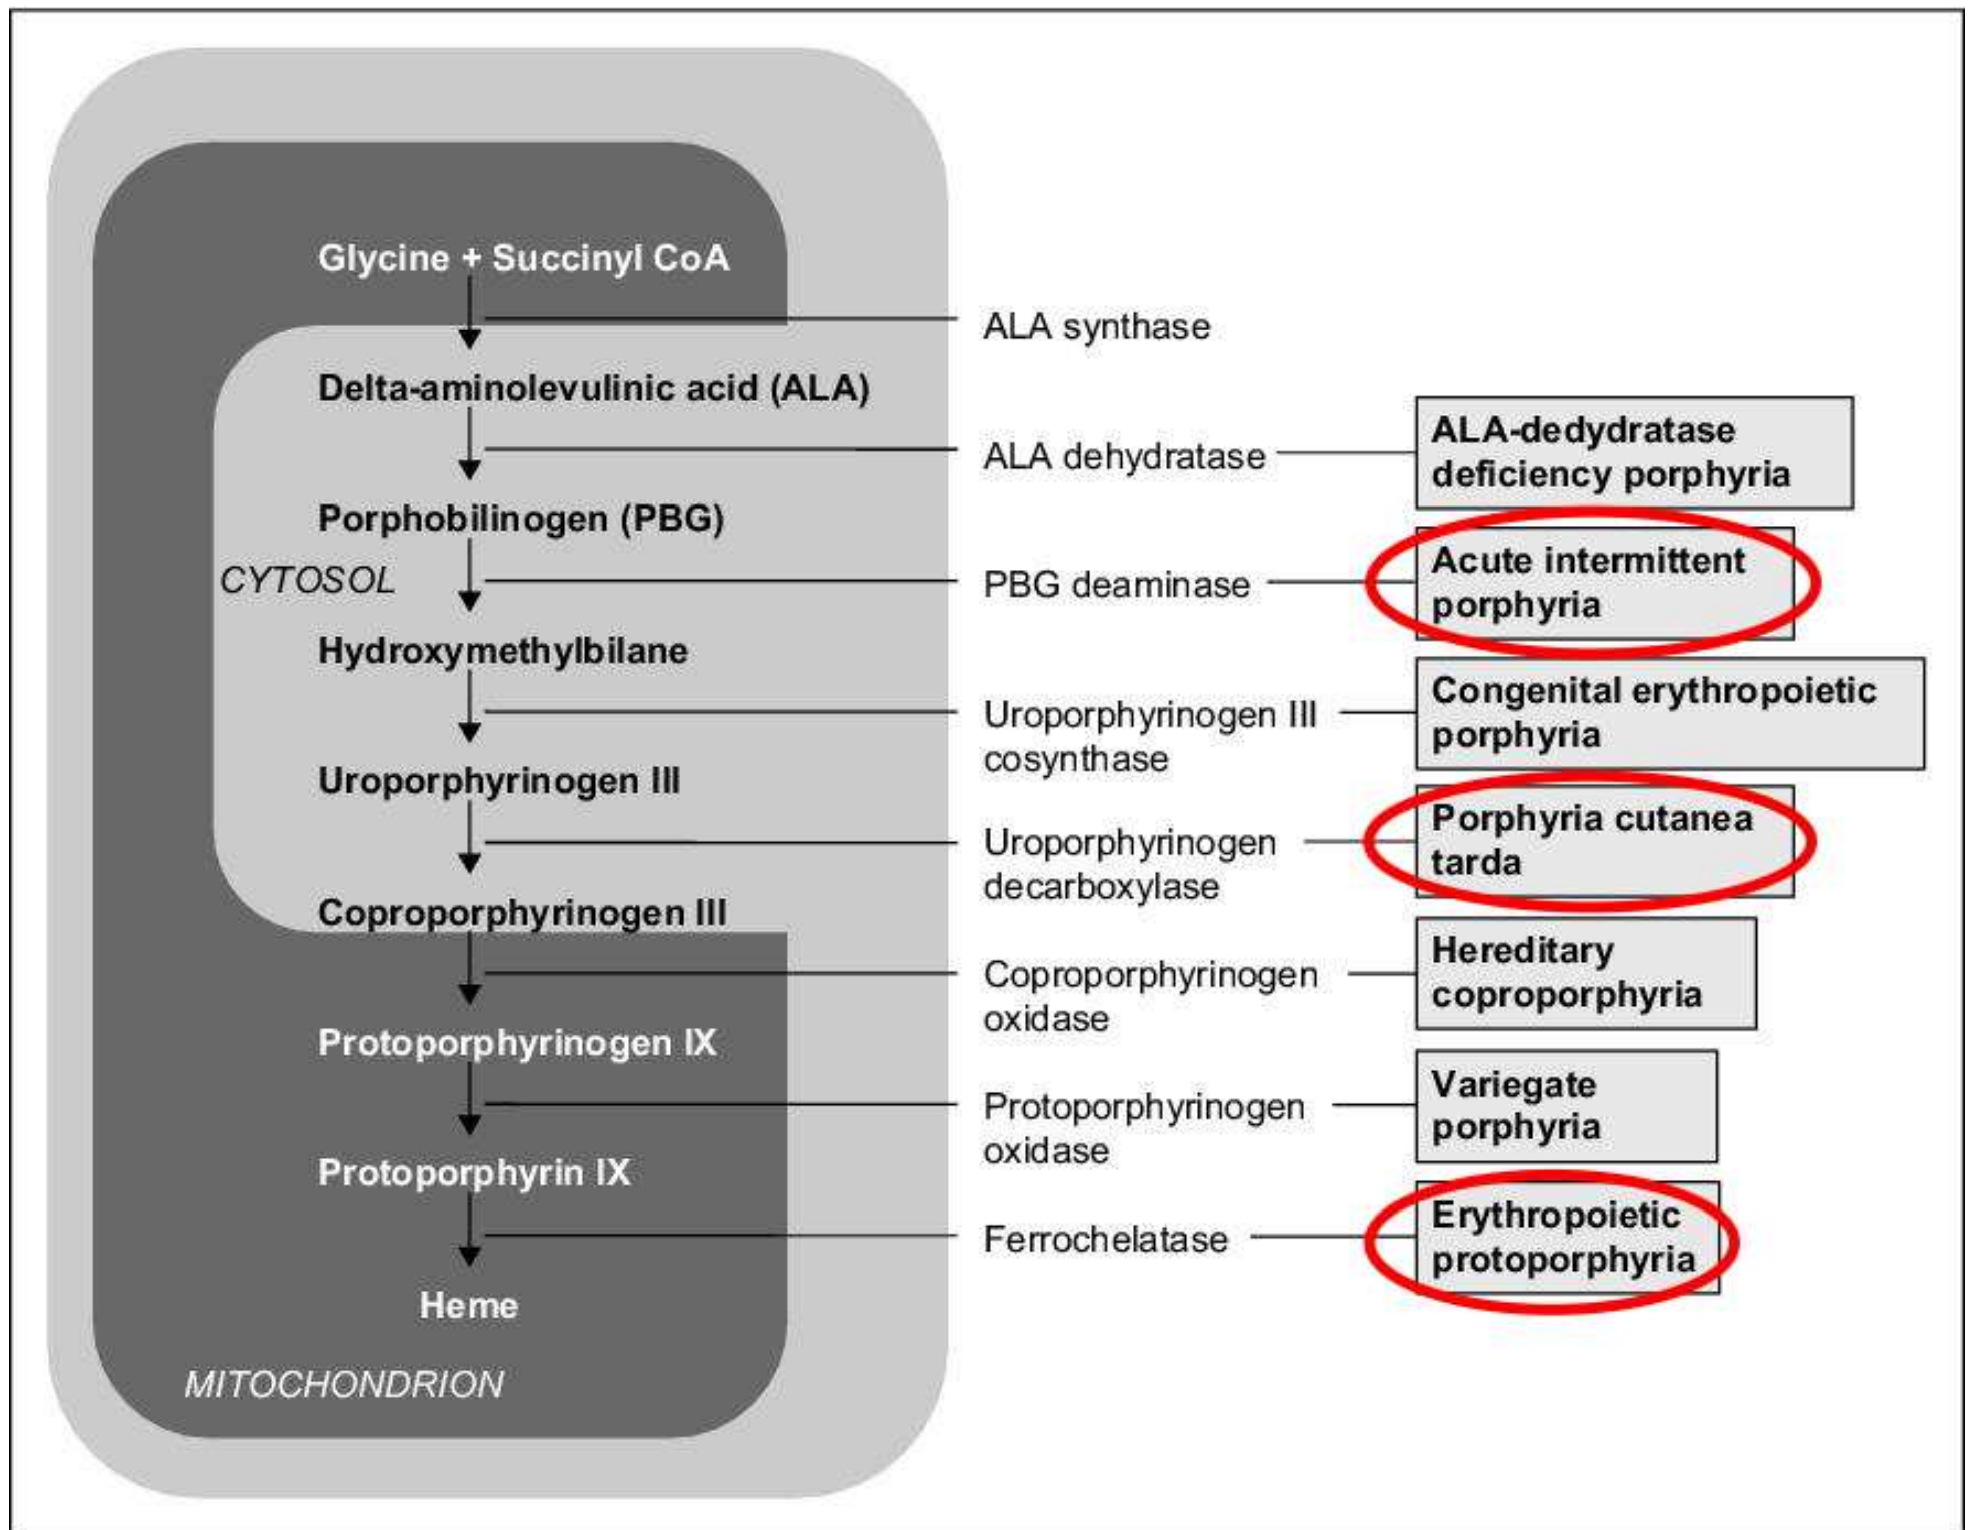 Glycine + Succinyl CoA
ALA synthase
Delta-aminolevulinic acid (ALA)
ALA dehydratase
ALA-dedydratase
deficiency porphyria
Porphobilinogen (PBG)
CYTOSOL
PBG deaminase
Acute intermittent
porphyria
Hydroxymethylbilane
Uroporphyrinogen III
cosynthase
Congenital erythropoietic
porphyria
Uroporphyrinogen III
Uroporphyrinogen
decarboxylase
Porphyria cutanea
tarda
Coproporphyrinogen III
Coproporphyrinogen
oxidase
Hereditary
coproporphyria
Protoporphyrinogen IX
Protoporphyrinogen
oxidase
Variegate
porphyria
Protoporphyrin IX
Ferrochelatase
Erythropoietic
protoporphyria
Heme
MITOCHONDRION